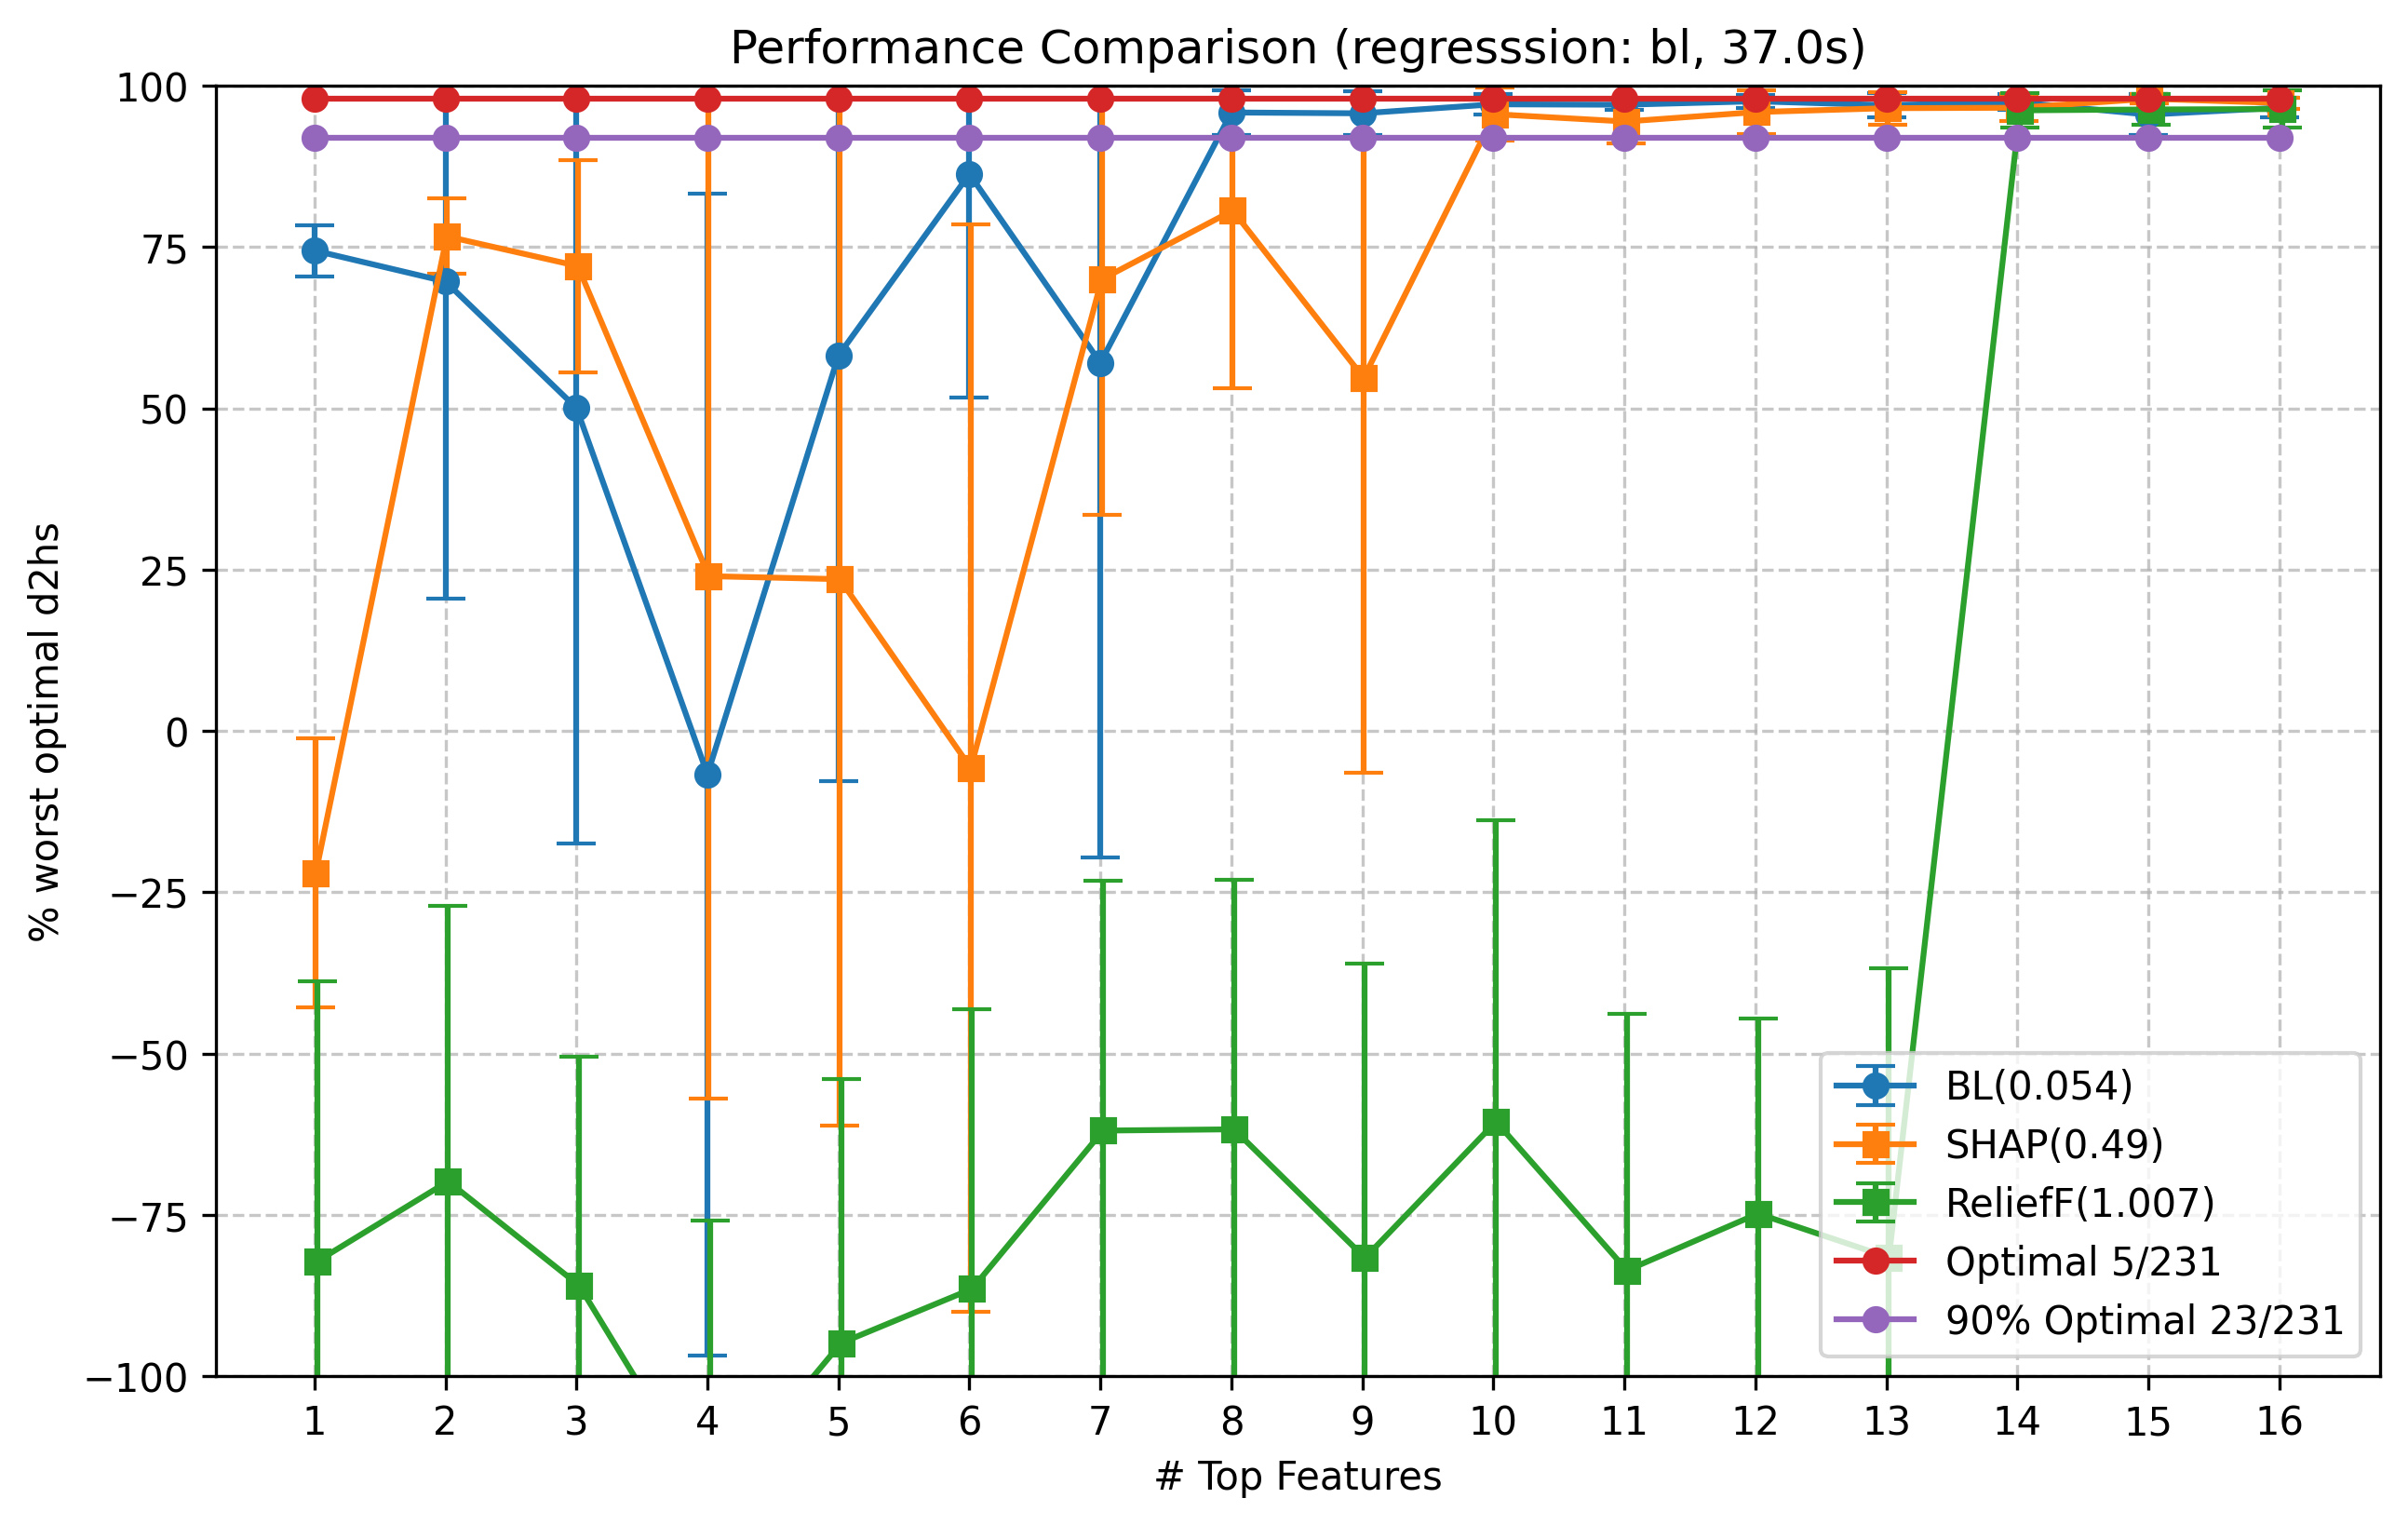 Performance Comparison (regresssion: bl, 37.0s)
% worst optimal d2hs
100
75
50
25
0
−25
−50
−75
−100
BL(0.054)
SHAP(0.49)
ReliefF(1.007)
Optimal 5/231
90% Optimal 23/231
1 2 3 4 5 6 7 8 9 10 11 12 13 14 15 16
# Top Features